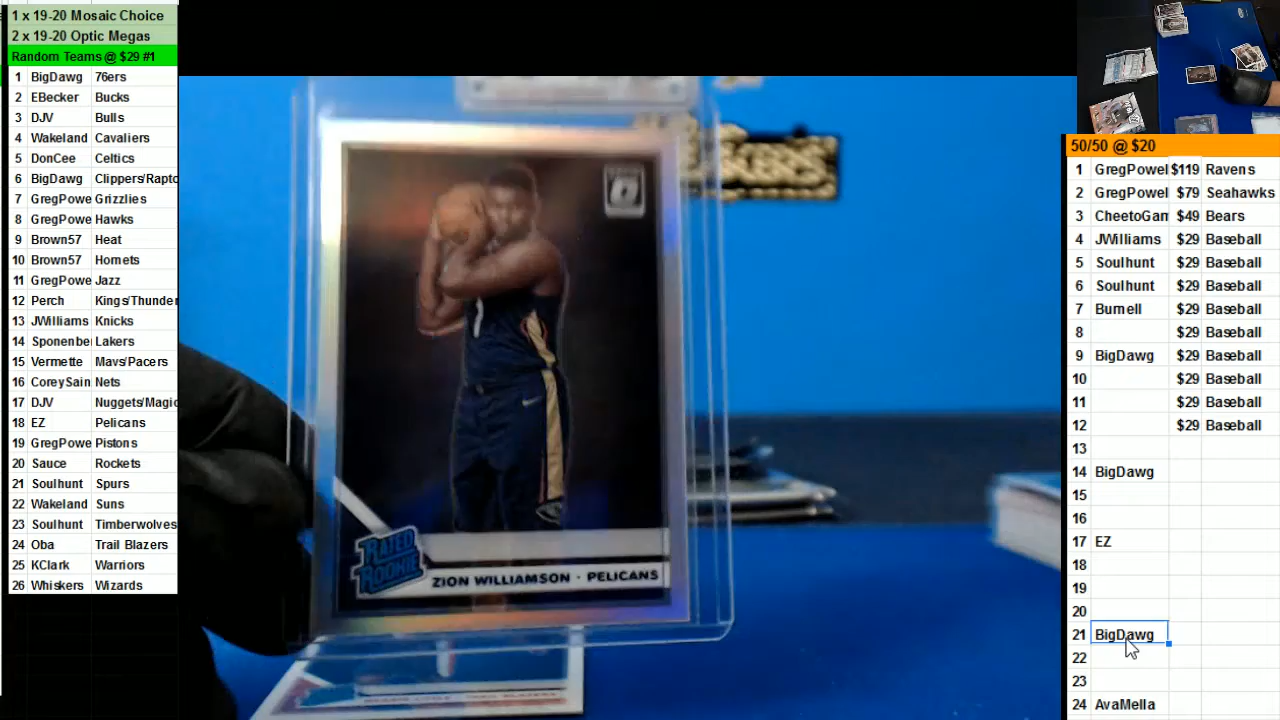 1 x 19-20 Mosaic Choice
2 x 19-20 Optic Megas
Random Teams @ $29 #1
1 BigDawg 76ers
2 EBecker Bucks
3 DJV Bulls
4 Wakeland Cavaliers
5 DonCee Celtics
6 BigDawg Clippers/Rapto
7 GregPowe Grizzlies
8 GregPowe Hawks
9 Brown57 Heat
10 Brown57 Hornets
11 GregPowe Jazz
12 Perch Kings/Thunder
13 JWilliams Knicks
14 Sponenbe Lakers
15 Vermette Mavs/Pacers
16 CoreySain Nets
17 DJV Nuggets/Magic
18 EZ Pelicans
19 GregPowe Pistons
20 Sauce Rockets
21 Soulhunt Spurs
22 Wakeland Suns
23 Soulhunt Timberwolves
24 Oba Trail Blazers
25 KClark Warriors
26 Whiskers Wizards
RATED
ROOKIE
ZION WILLIAMSON · PELICANS
50/50 @ $20
1 GregPowel $119 Ravens
2 GregPowel $79 Seahawks
3 CheetoGam $49 Bears
4 JWilliams $29 Baseball
5 Soulhunt $29 Baseball
6 Soulhunt $29 Baseball
7 Burnell $29 Baseball
8 $29 Baseball
9 BigDawg $29 Baseball
10 $29 Baseball
11 $29 Baseball
12 $29 Baseball
13
14 BigDawg
15
16
17 EZ
18
19
20
21 BigDawg
22
23
24 AvaMella